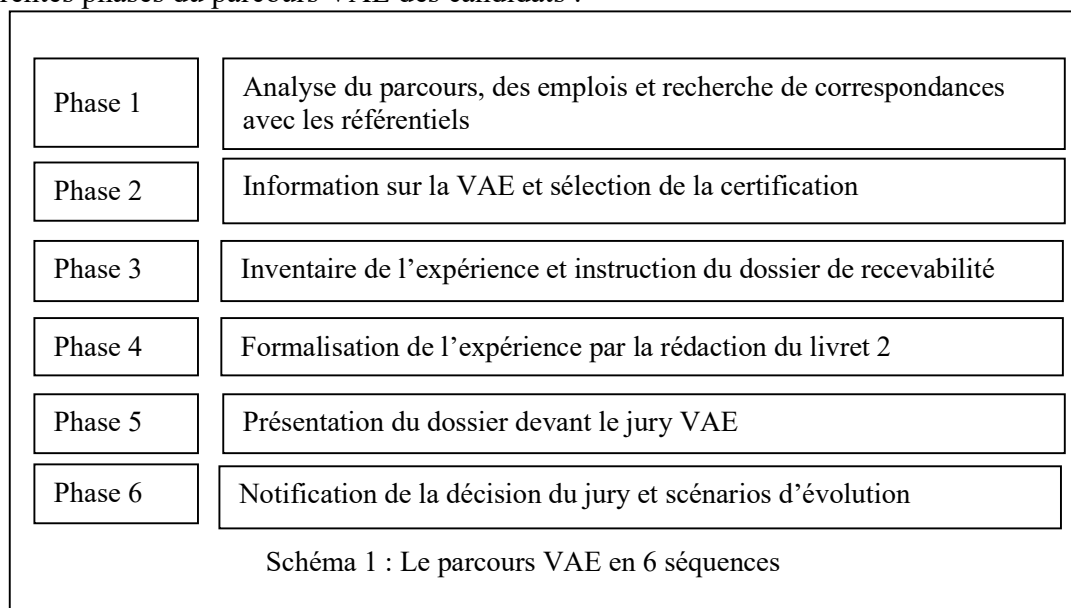 rentes phases du parcours VAE des candidats :
Phase 1
Analyse du parcours, des emplois et recherche de correspondances
avec les référentiels
Phase 2
Information sur la VAE et sélection de la certification
Phase 3
Inventaire de l’expérience et instruction du dossier de recevabilité
Phase 4
Formalisation de l’expérience par la rédaction du livret 2
Phase 5
Présentation du dossier devant le jury VAE
Phase 6
Notification de la décision du jury et scénarios d’évolution
Schéma 1 : Le parcours VAE en 6 séquences